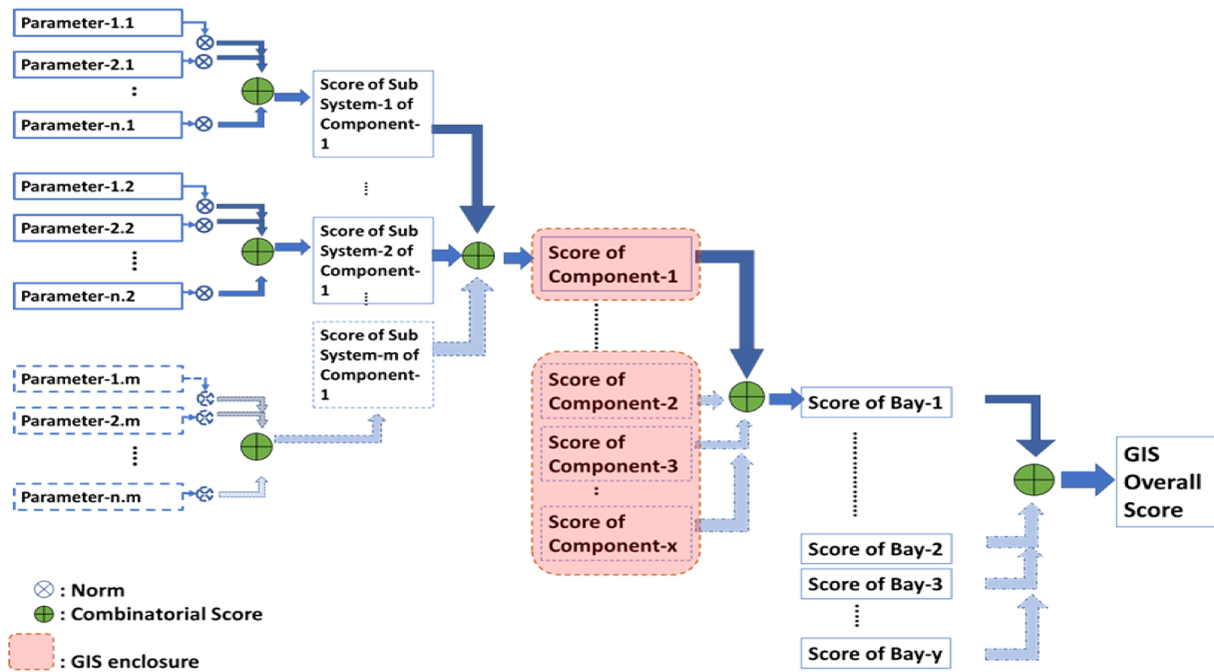 Parameter-1.1
Parameter-2.1
:
Parameter-n.1
Score of Sub
System-1 of
Component-
1
Parameter-1.2
Parameter-2.2
Parameter-n.2
Score of Sub
System-2 of
Component-
1
Parameter-1.m
Parameter-2.m
Parameter-n.m
Score of Sub
System-m of
Component-
1
Score of
Component-1
Score of
Component-2
Score of
Component-3
:
Score of
Component-x
Score of Bay-1
Score of Bay-2
Score of Bay-3
Score of Bay-y
GIS
Overall
Score
: Norm
: Combinatorial Score
: GIS enclosure